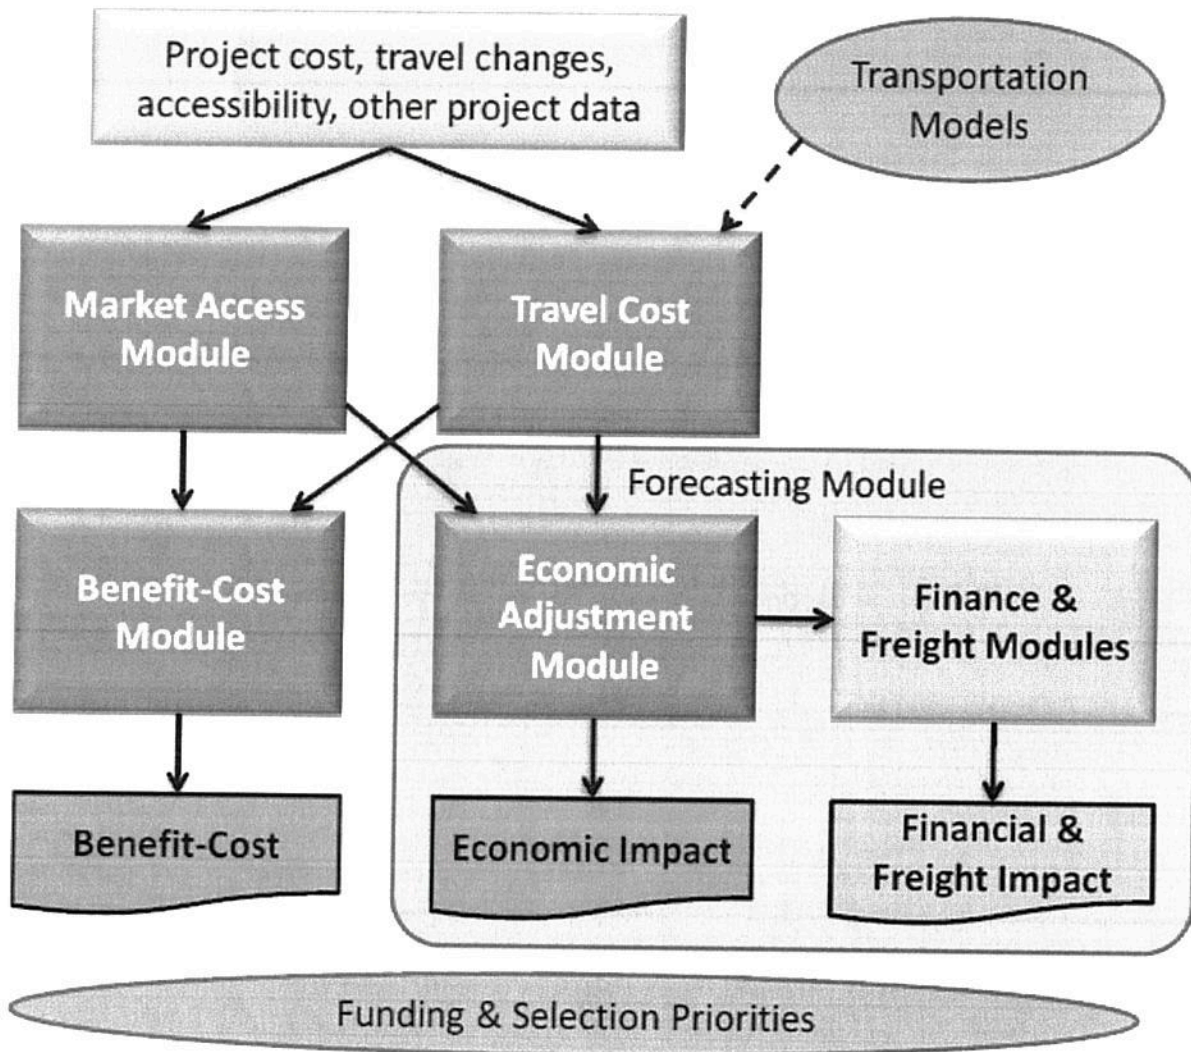 Project cost, travel changes,
accessibility, other project data
Transportation
Models
Market Access
Module
Travel Cost
Module
Forecasting Module
Benefit-Cost
Module
Economic
Adjustment
Module
Finance &
Freight Modules
Benefit-Cost
Economic Impact
Financial &
Freight Impact
Funding & Selection Priorities